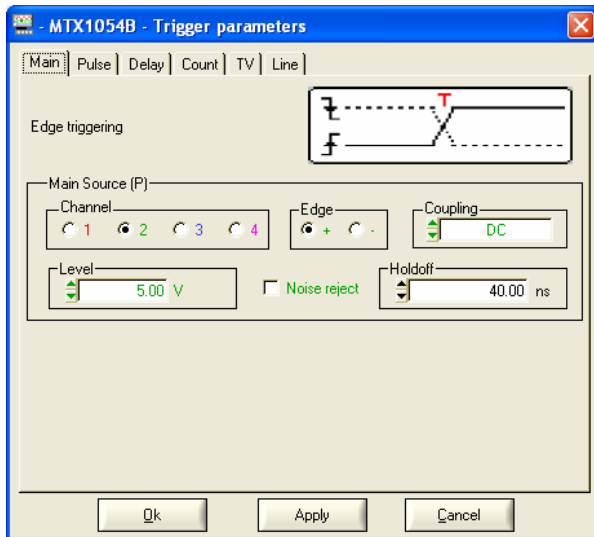 - MTX1054B - Trigger parameters
Main Pulse Delay Count TV Line
T
Edge triggering
Main Source (P)
Channel Edge Coupling
1 2 3 4 + - DC
Level Holdoff
5.00 V Noise reject 40.00 ns
Ok Apply Cancel